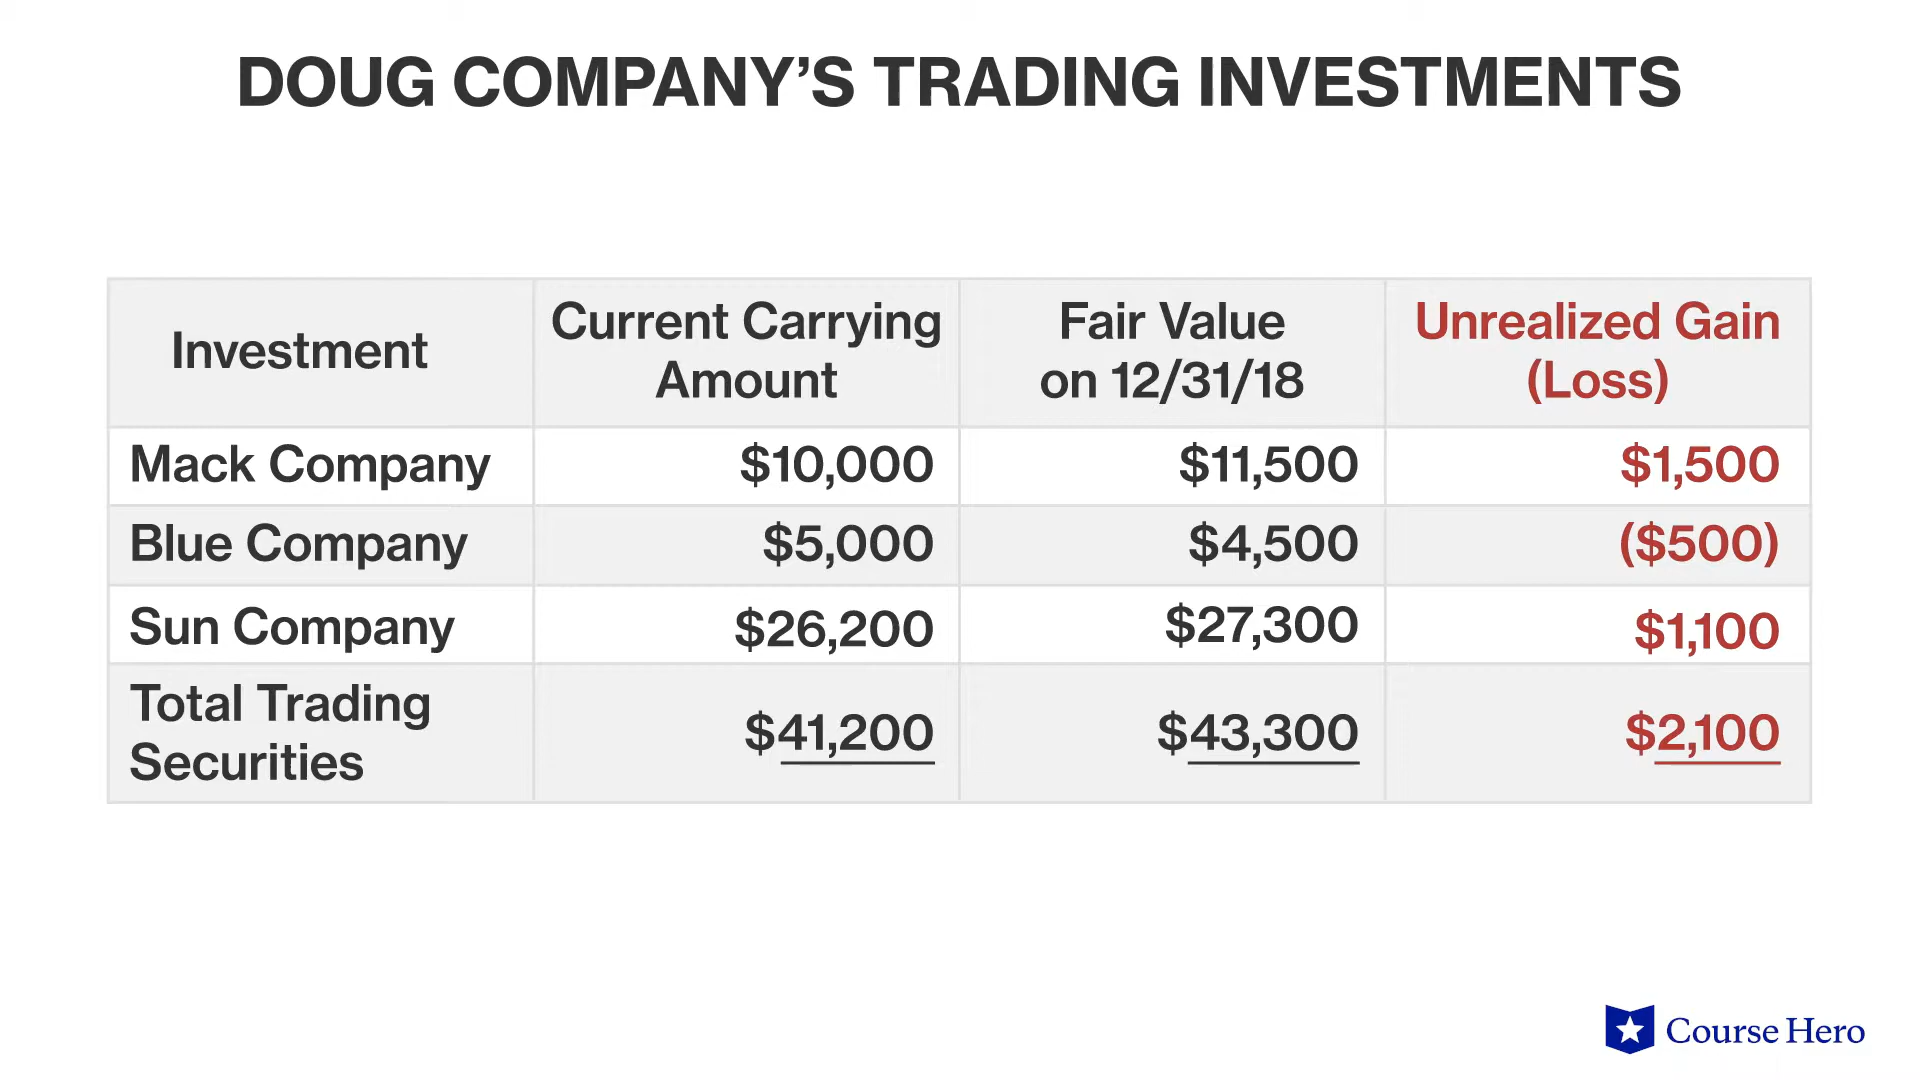 DOUG COMPANY’S TRADING INVESTMENTS
Investment
Current Carrying
Amount
Fair Value
on 12/31/18
Unrealized Gain
(Loss)
Mack Company $10,000 $11,500 $1,500
Blue Company $5,000 $4,500 ($500)
Sun Company $26,200 $27,300 $1,100
Total Trading
Securities $41,200 $43,300 $2,100
Course Hero